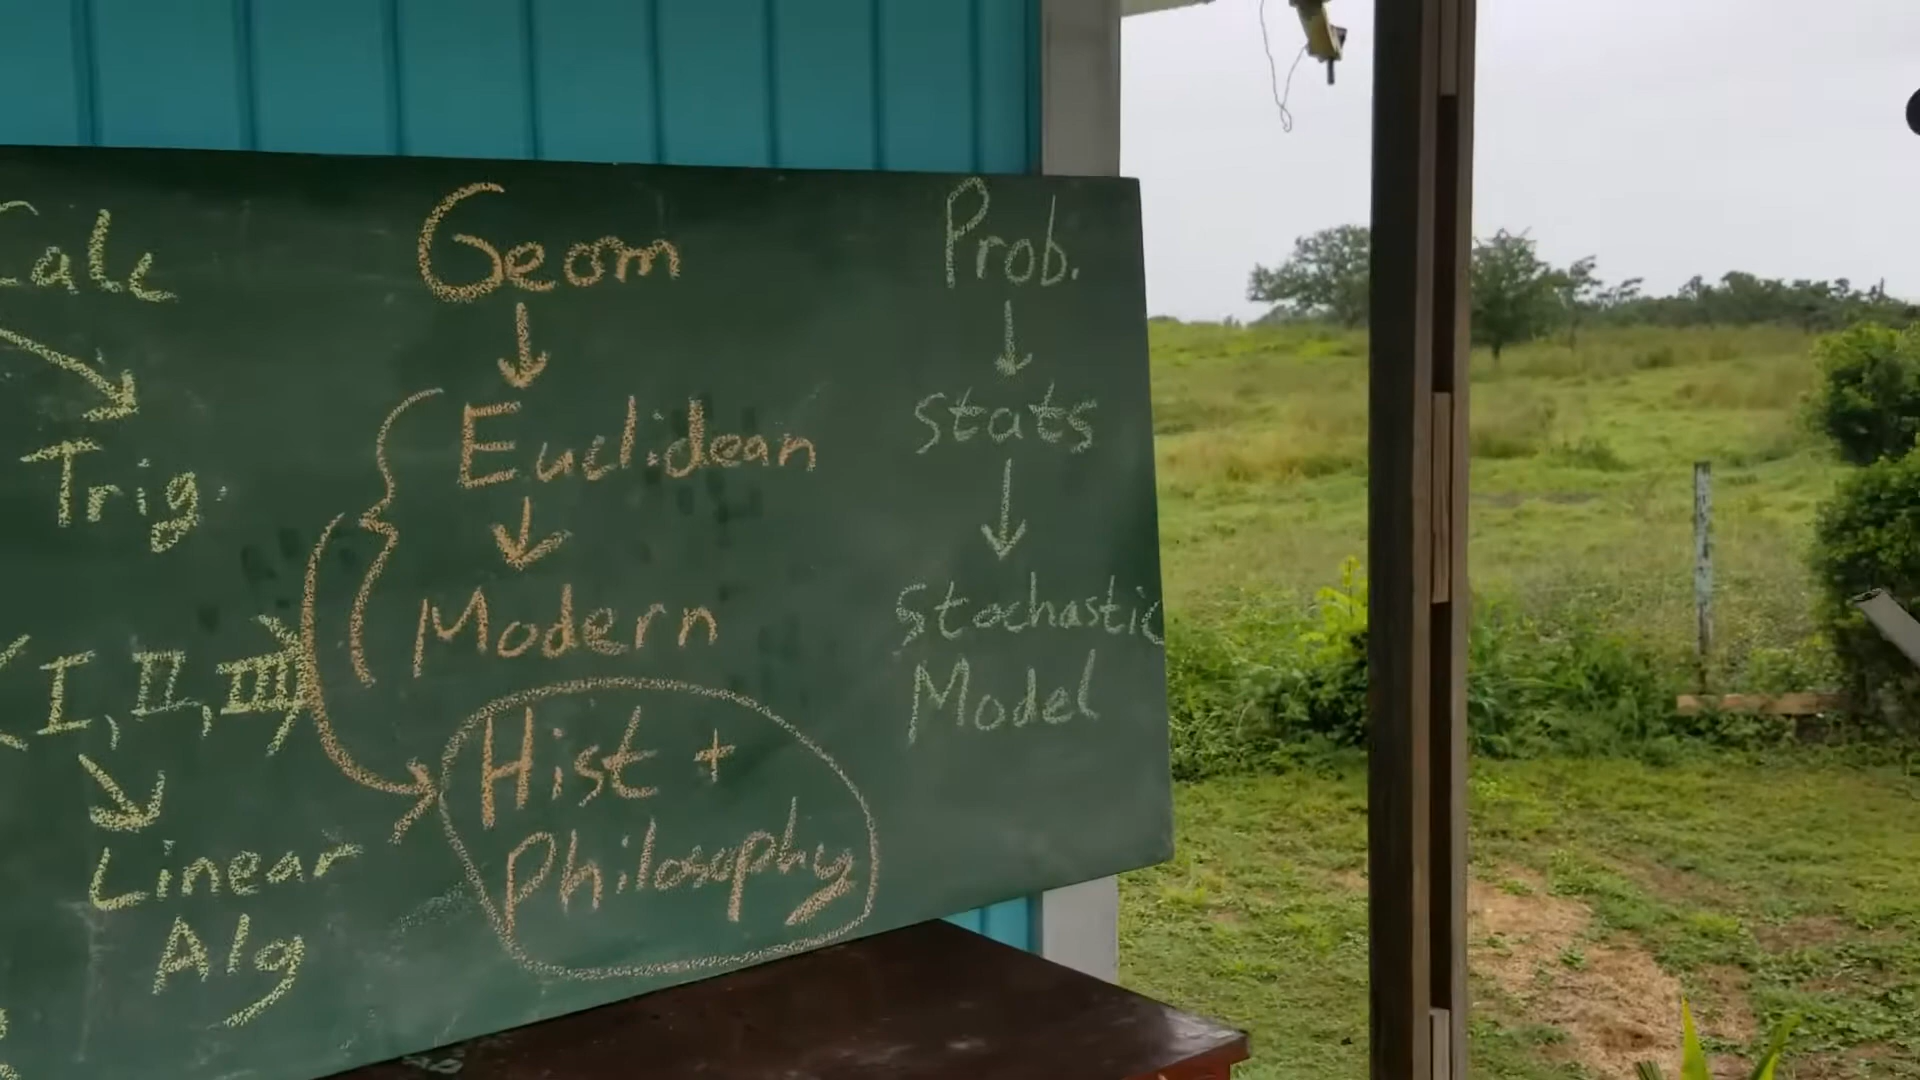 Calc
Trig.
(I, II, III)
Linear
Alg
Geom
Euclidean
Modern
Hist +
Philosophy
Prob.
Stats
Stochastic
Model